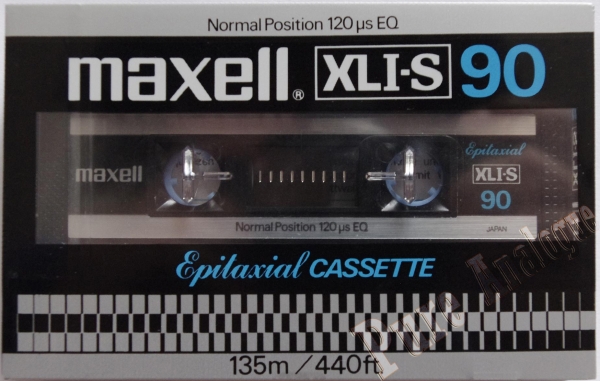 Normal Position 120 µs EQ
maxell® XLI-S 90
maxell
Epitaxial
XLI-S
90
Normal Position 120 µs EQ
JAPAN
Epitaxial CASSETTE
Pure Analogue
135m/440ft.